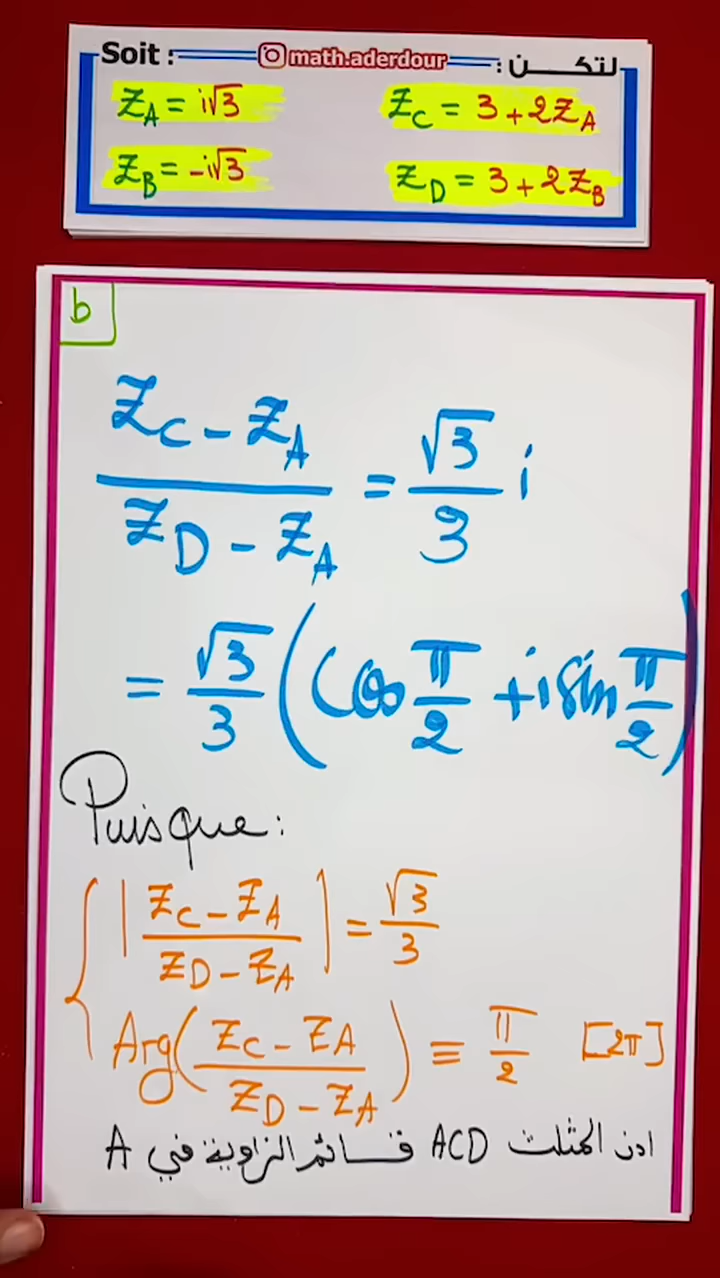 Soit : math.aderdour لتكن :
Z_A = i√3 Z_C = 3+2Z_A
Z_B = -i√3 Z_D = 3+2Z_B
b
(Z_C - Z_A)/(Z_D - Z_A) = √3/3 i
= √3/3 (Cos π/2 + i sin π/2)
Puisque :
|(Z_C - Z_A)/(Z_D - Z_A)| = √3/3
Arg((Z_C - Z_A)/(Z_D - Z_A)) ≡ π/2 [2π]
اذن المثلث ACD قائم الزاوية في A